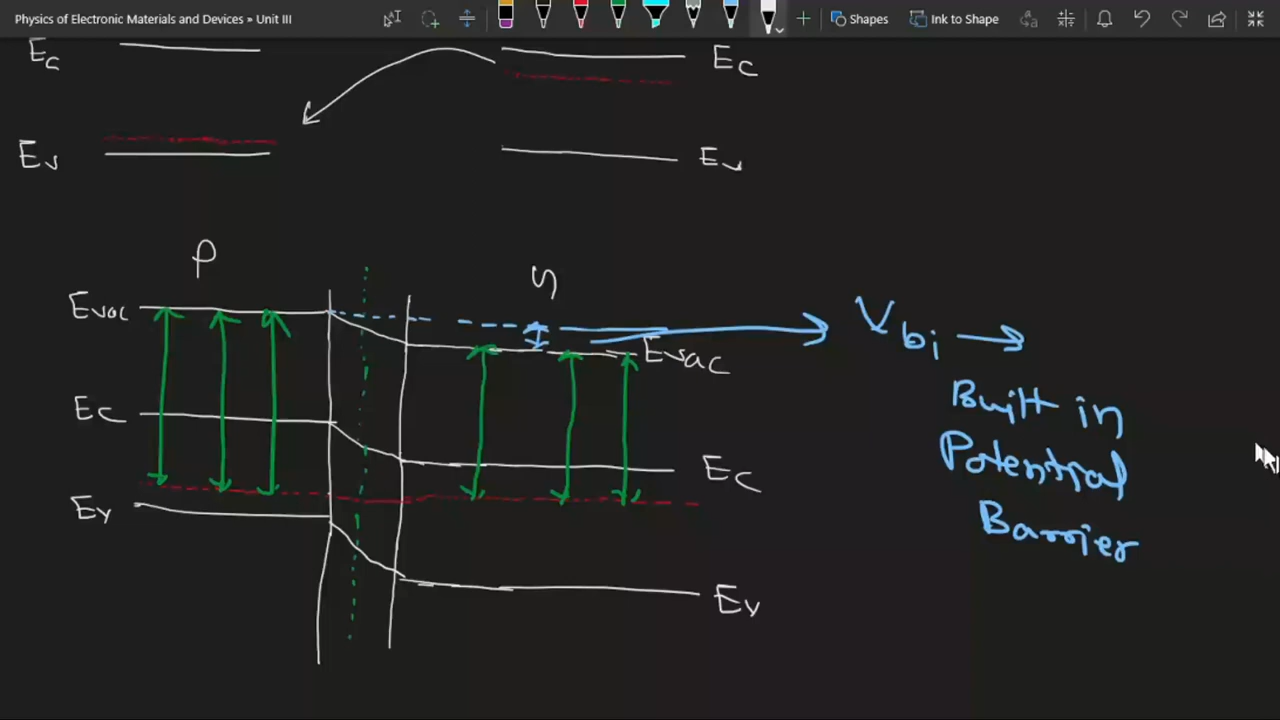 Physics of Electronic Materials and Devices » Unit III
Shapes
Ink to Shape
Ec
Ec
Ev
Ev
P
n
Evac
Evac
Vbi →
Built in
Potential
Barrier
Ec
Ec
Ev
Ev